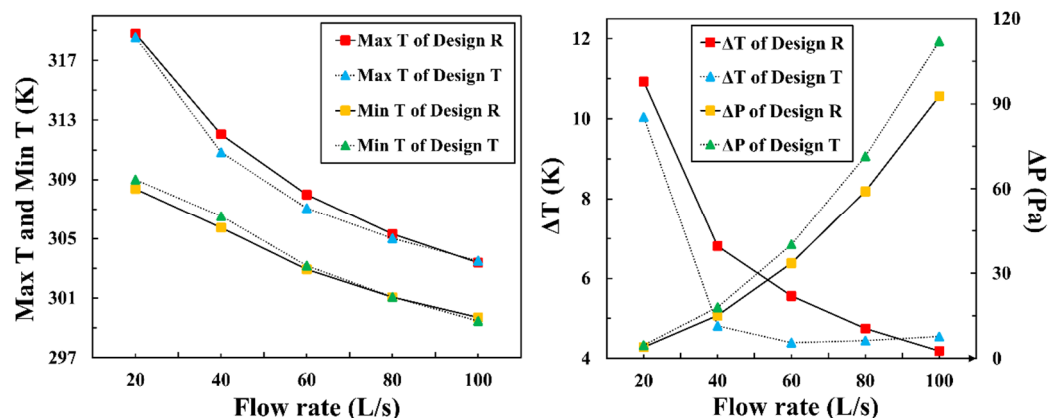 Max T and Min T (K)
317
313
309
305
301
297
Max T of Design R
Max T of Design T
Min T of Design R
Min T of Design T
20 40 60 80 100
Flow rate (L/s)
ΔT (K)
12
10
8
6
4
ΔT of Design R
ΔT of Design T
ΔP of Design R
ΔP of Design T
120
90
60
30
0
ΔP (Pa)
20 40 60 80 100
Flow rate (L/s)